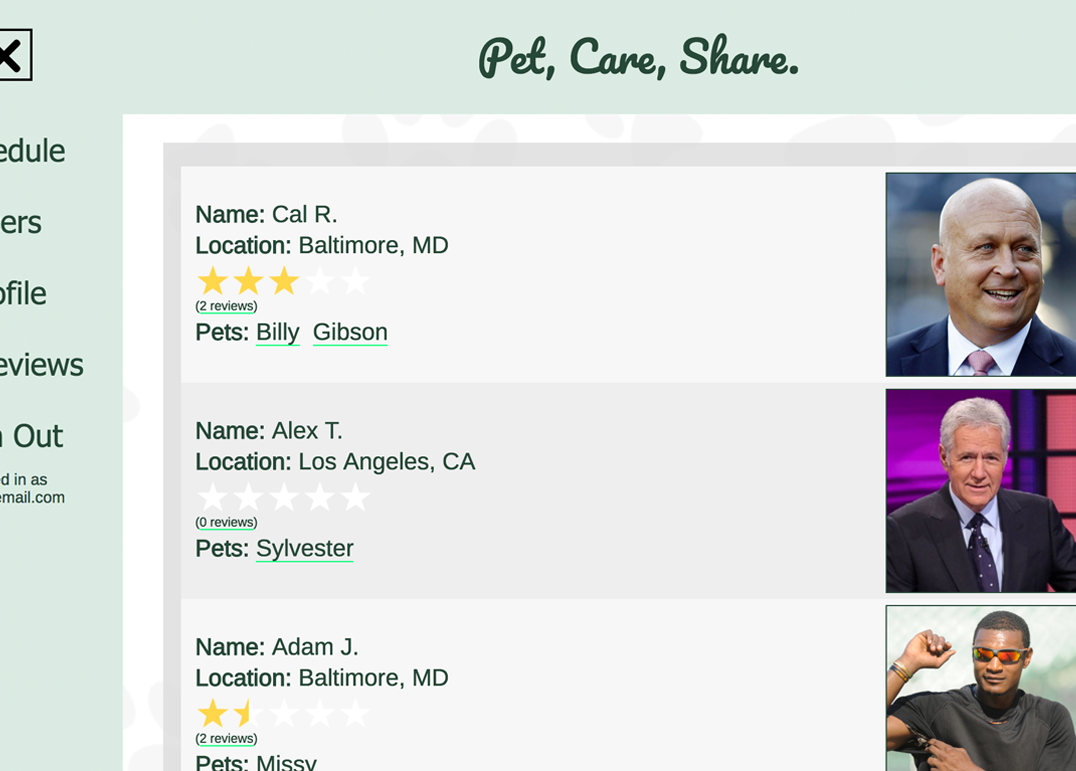 Pet, Care, Share.
edule
ers
ofile
eviews
Out
ed in as
email.com
Name: Cal R.
Location: Baltimore, MD
(2 reviews)
Pets: Billy Gibson
Name: Alex T.
Location: Los Angeles, CA
(0 reviews)
Pets: Sylvester
Name: Adam J.
Location: Baltimore, MD
(2 reviews)
Pets: Missy